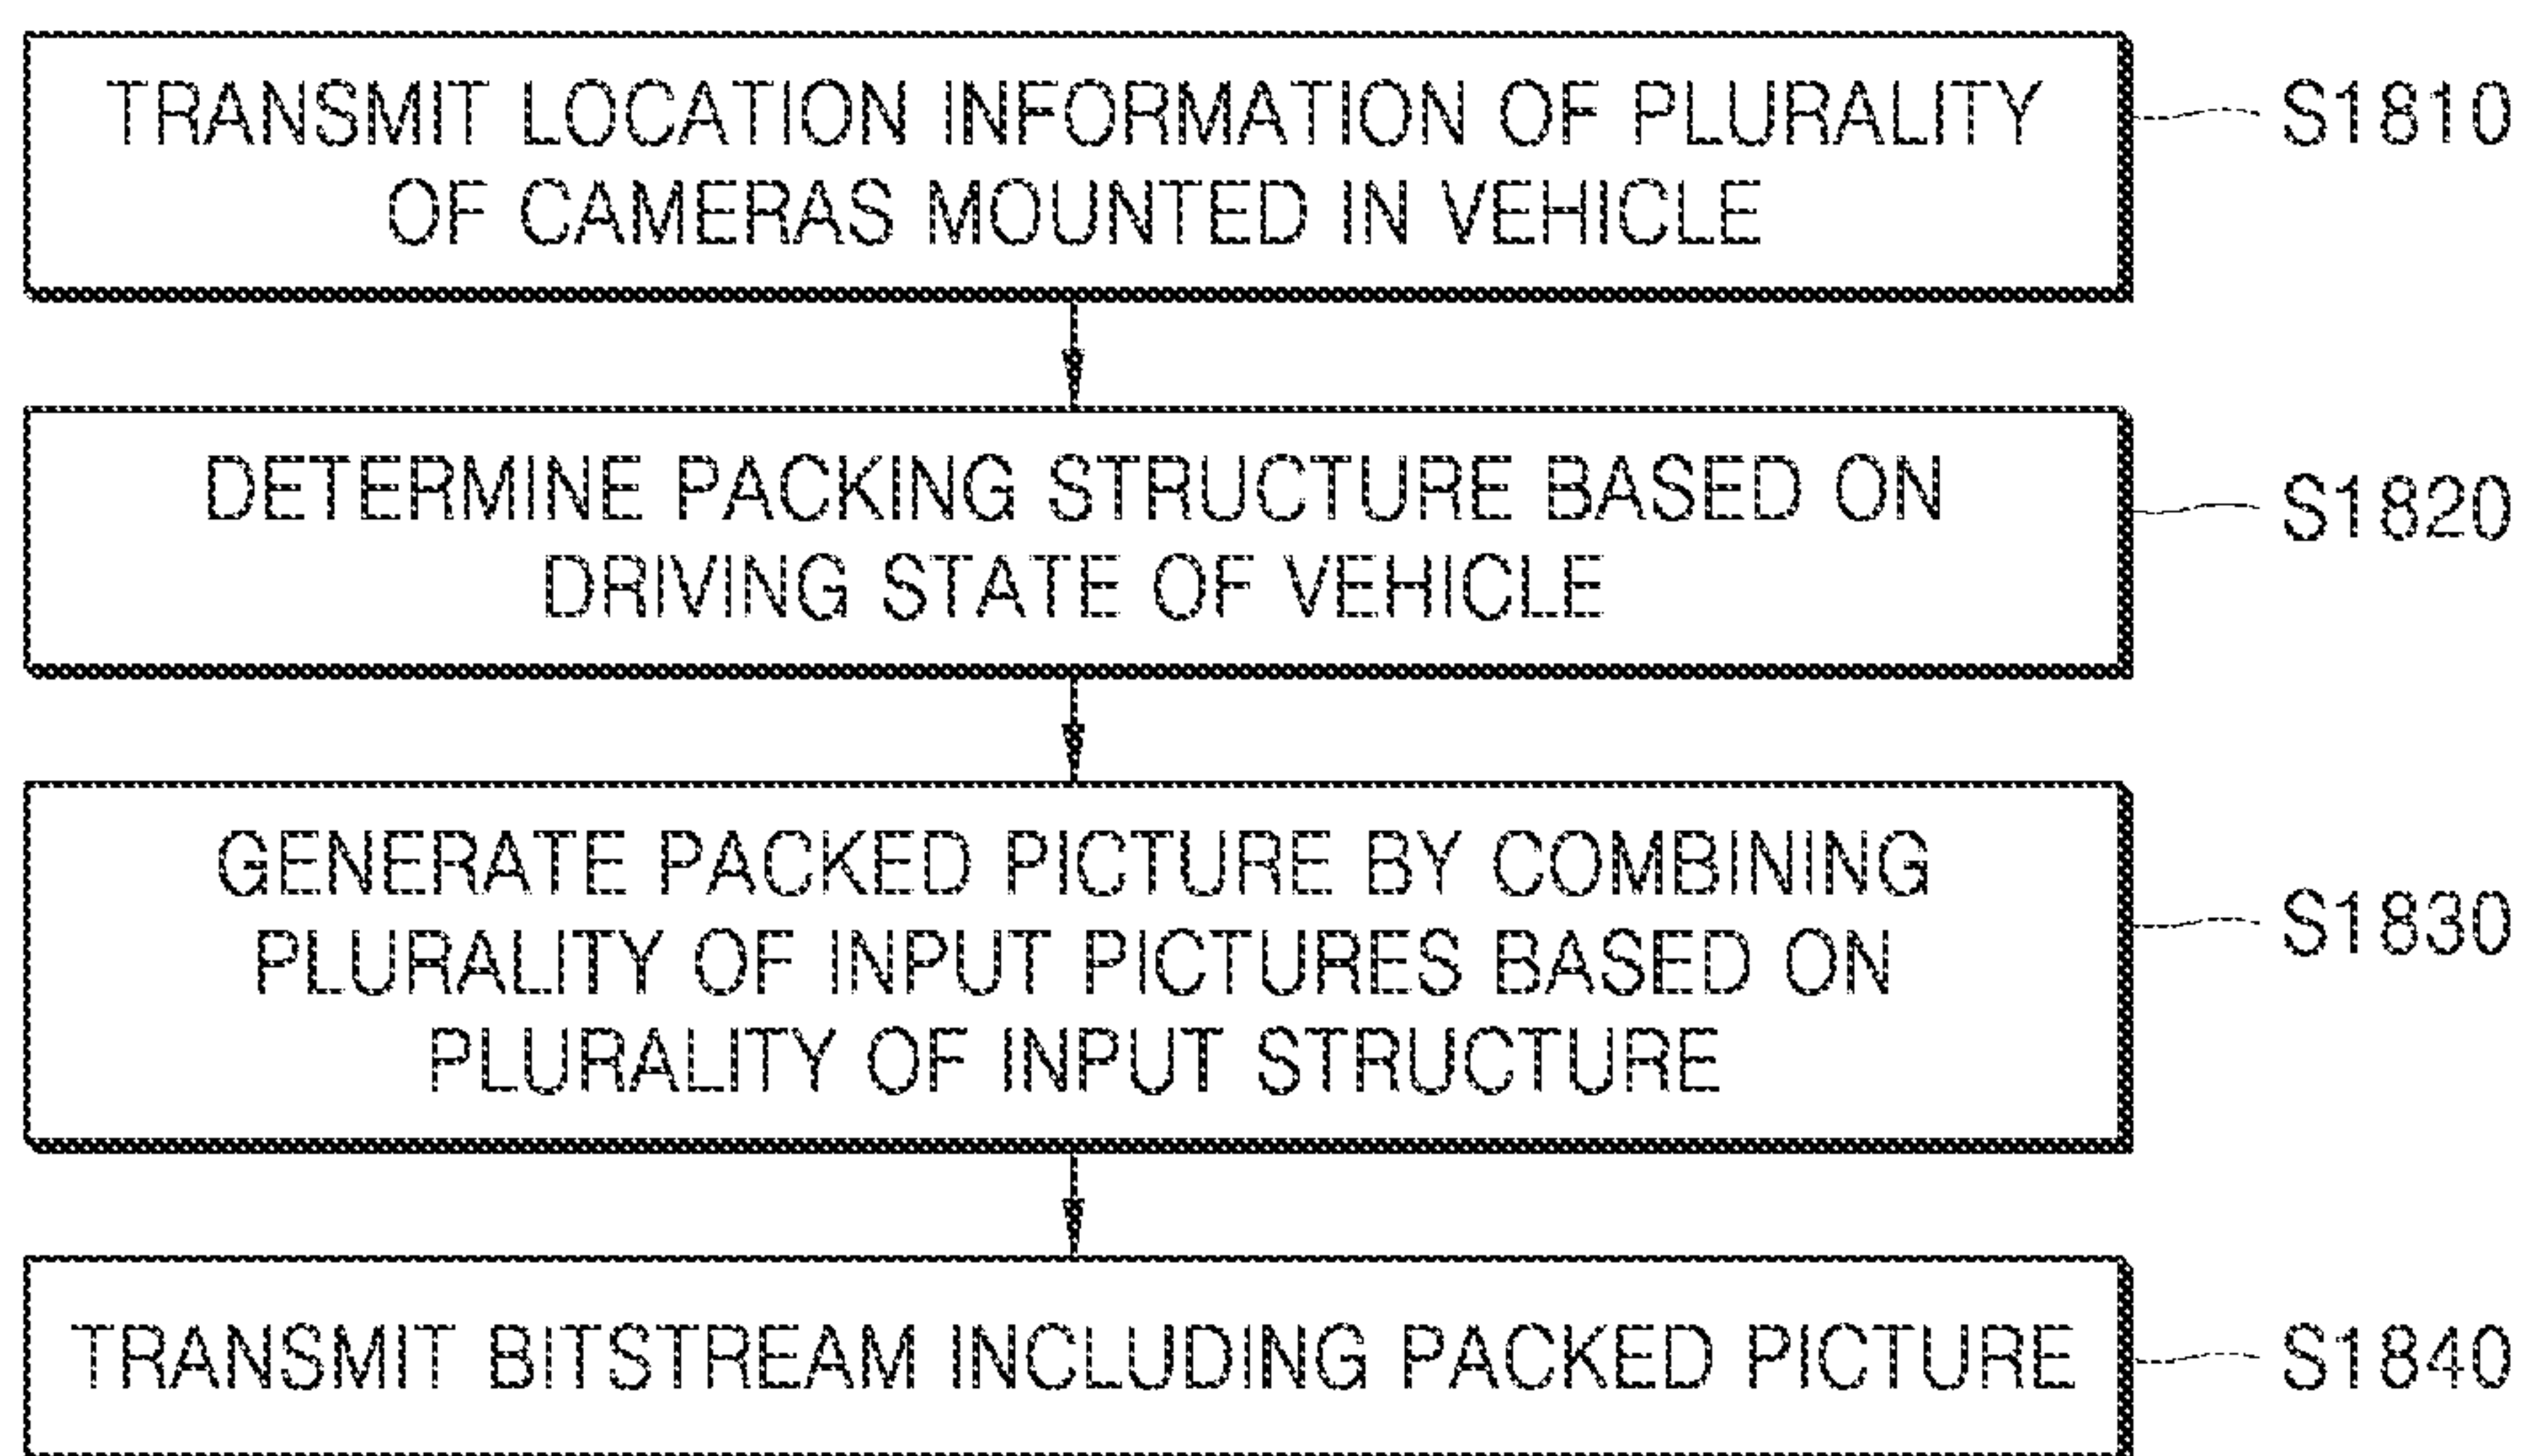 TRANSMIT LOCATION INFORMATION OF PLURALITY
OF CAMERAS MOUNTED IN VEHICLE
S1810
DETERMINE PACKING STRUCTURE BASED ON
DRIVING STATE OF VEHICLE
S1820
GENERATE PACKED PICTURE BY COMBINING
PLURALITY OF INPUT PICTURES BASED ON
PLURALITY OF INPUT STRUCTURE
S1830
TRANSMIT BITSTREAM INCLUDING PACKED PICTURE
S1840